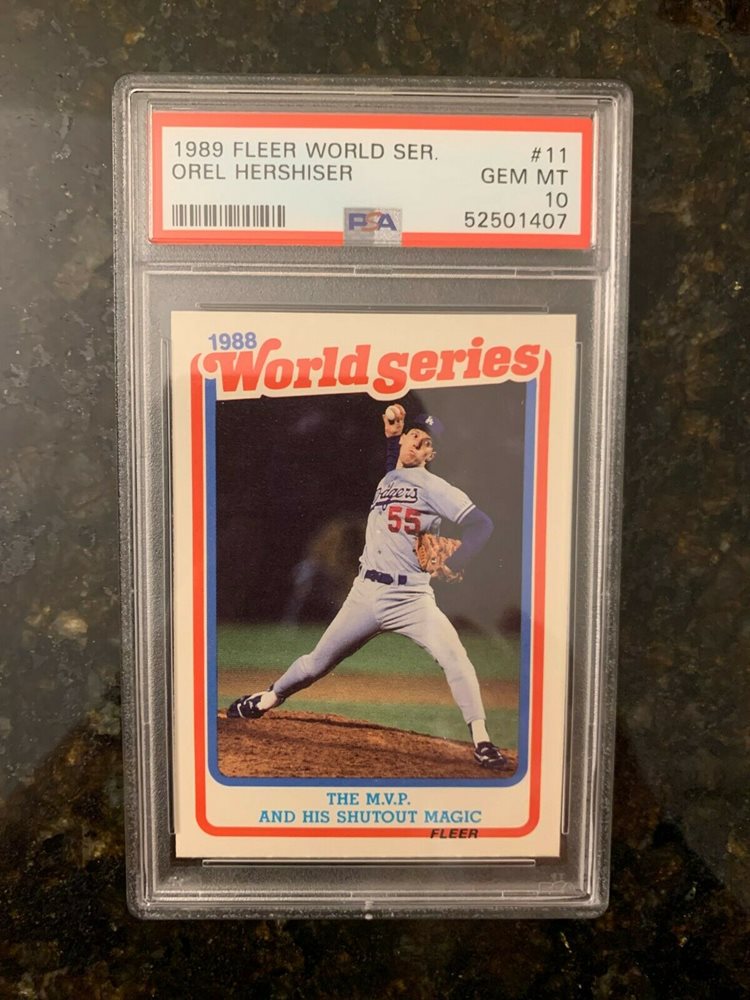 1989 FLEER WORLD SER. #11
OREL HERSHISER GEM MT
10
PSA 52501407
1988
World Series
LA
Dodgers
55
THE M.V.P.
AND HIS SHUTOUT MAGIC
FLEER